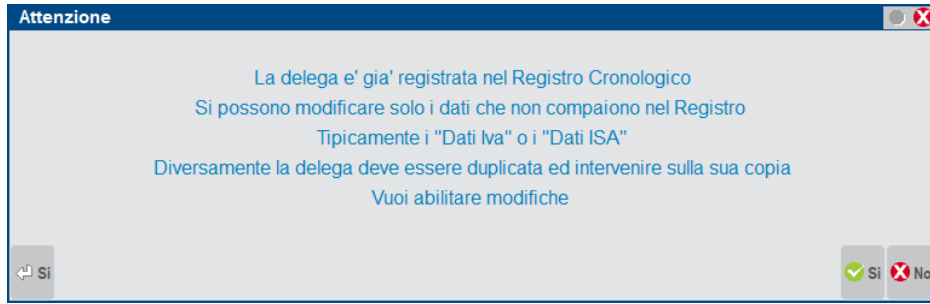 Attenzione
La delega e' gia' registrata nel Registro Cronologico
Si possono modificare solo i dati che non compaiono nel Registro
Tipicamente i "Dati Iva" o i "Dati ISA"
Diversamente la delega deve essere duplicata ed intervenire sulla sua copia
Vuoi abilitare modifiche
Si Si No